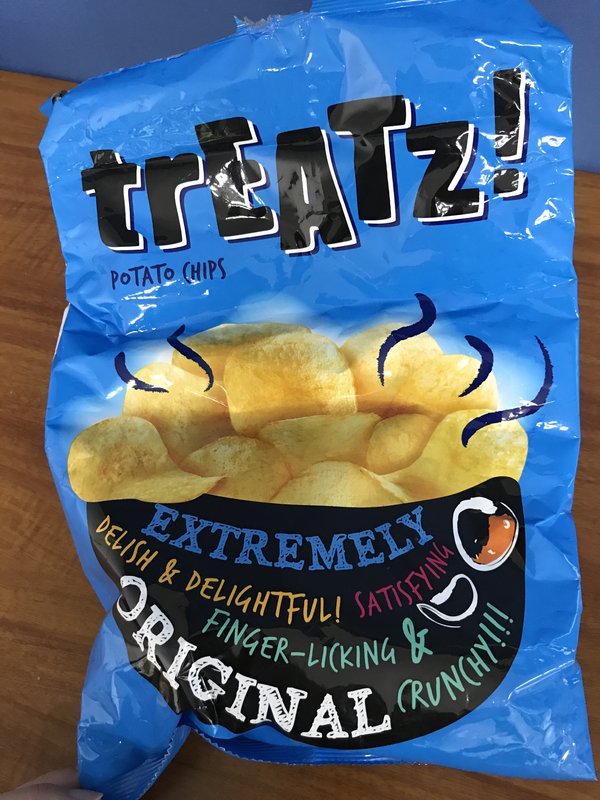 trEATz!
POTATO CHIPS
EXTREMELY
DELISH & DELIGHTFUL! SATISFYING
FINGER-LICKING & CRUNCHY!!!
ORIGINAL